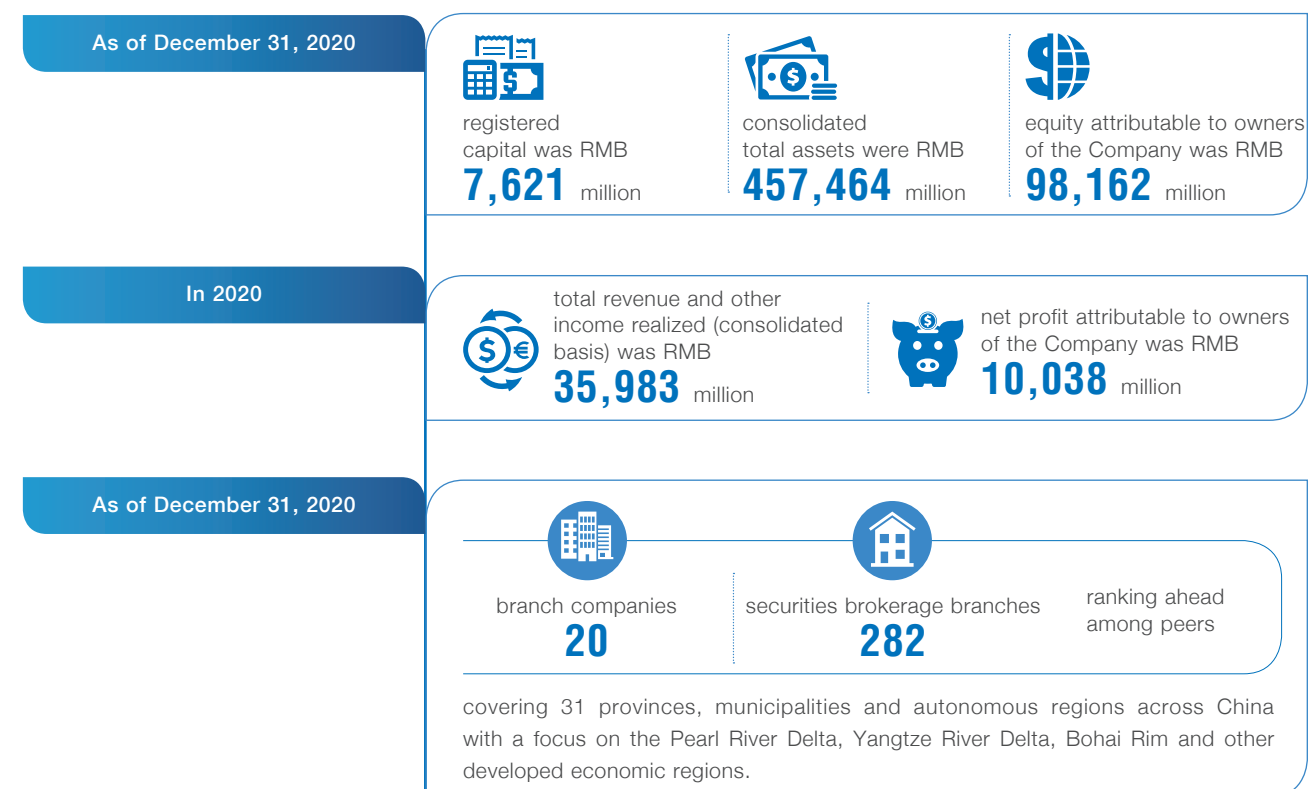 As of December 31, 2020
registered
capital was RMB
7,621 million
consolidated
total assets were RMB
457,464 million
equity attributable to owners
of the Company was RMB
98,162 million
In 2020
total revenue and other
income realized (consolidated
basis) was RMB
35,983 million
net profit attributable to owners
of the Company was RMB
10,038 million
As of December 31, 2020
branch companies
20
securities brokerage branches
282
ranking ahead
among peers
covering 31 provinces, municipalities and autonomous regions across China
with a focus on the Pearl River Delta, Yangtze River Delta, Bohai Rim and other
developed economic regions.